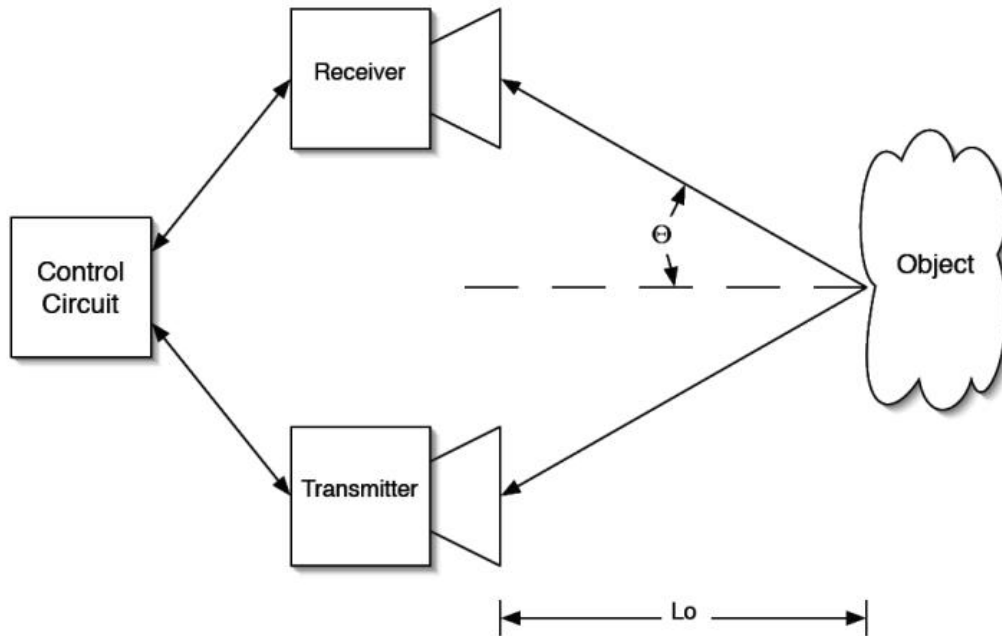 Receiver
Θ
Object
Control
Circuit
Transmitter
Lo